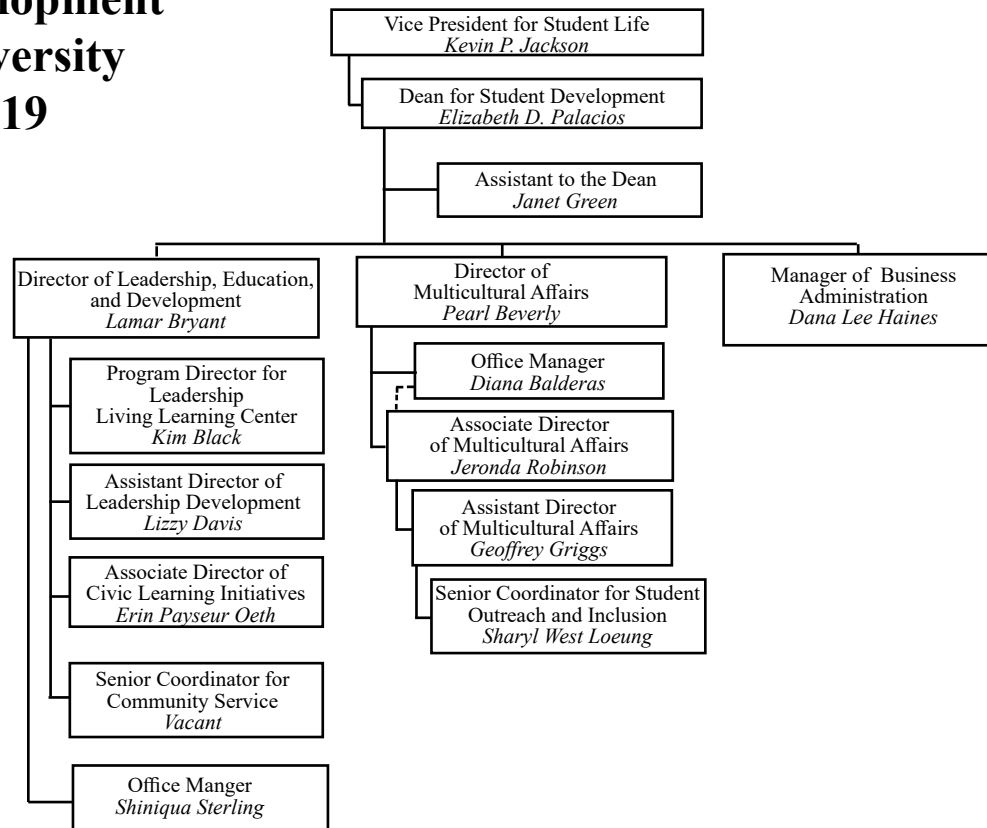 lopment
versity
19
Vice President for Student Life
Kevin P. Jackson
Dean for Student Development
Elizabeth D. Palacios
Assistant to the Dean
Janet Green
Director of Leadership, Education,
and Development
Lamar Bryant
Program Director for
Leadership
Living Learning Center
Kim Black
Assistant Director of
Leadership Development
Lizzy Davis
Associate Director of
Civic Learning Initiatives
Erin Payseur Oeth
Senior Coordinator for
Community Service
Vacant
Office Manger
Shiniqua Sterling
Director of
Multicultural Affairs
Pearl Beverly
Office Manager
Diana Balderas
Associate Director
of Multicultural Affairs
Jeronda Robinson
Assistant Director
of Multicultural Affairs
Geoffrey Griggs
Senior Coordinator for Student
Outreach and Inclusion
Sharyl West Loeung
Manager of Business
Administration
Dana Lee Haines